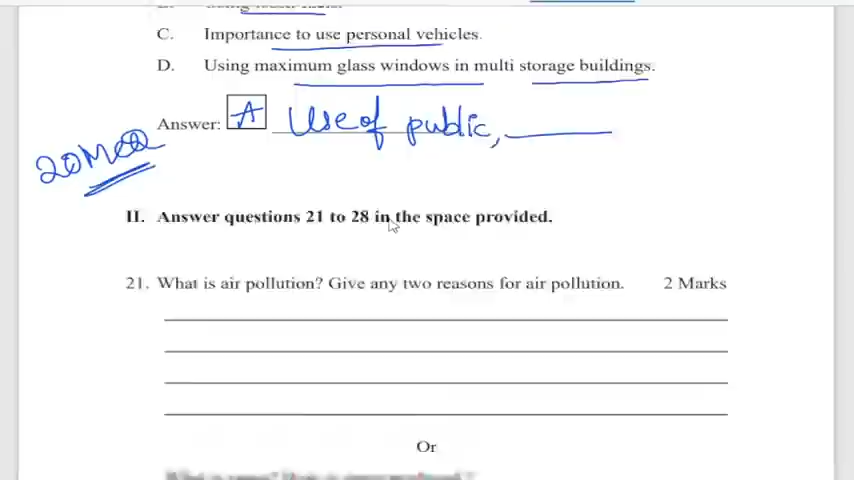 C. Importance to use personal vehicles.
D. Using maximum glass windows in multi storage buildings.
Answer: A Use of public,
20 MCQ
II. Answer questions 21 to 28 in the space provided.
21. What is air pollution? Give any two reasons for air pollution. 2 Marks
Or